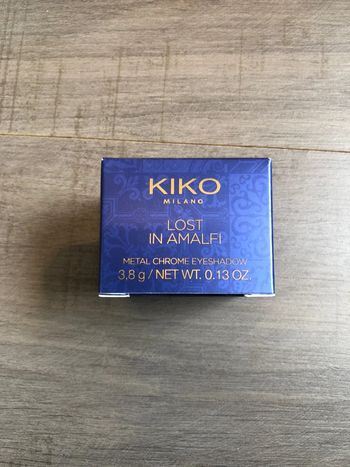 KIKO
MILANO
LOST
IN AMALFI
METAL CHROME EYESHADOW
3,8 g / NET WT. 0.13 OZ.